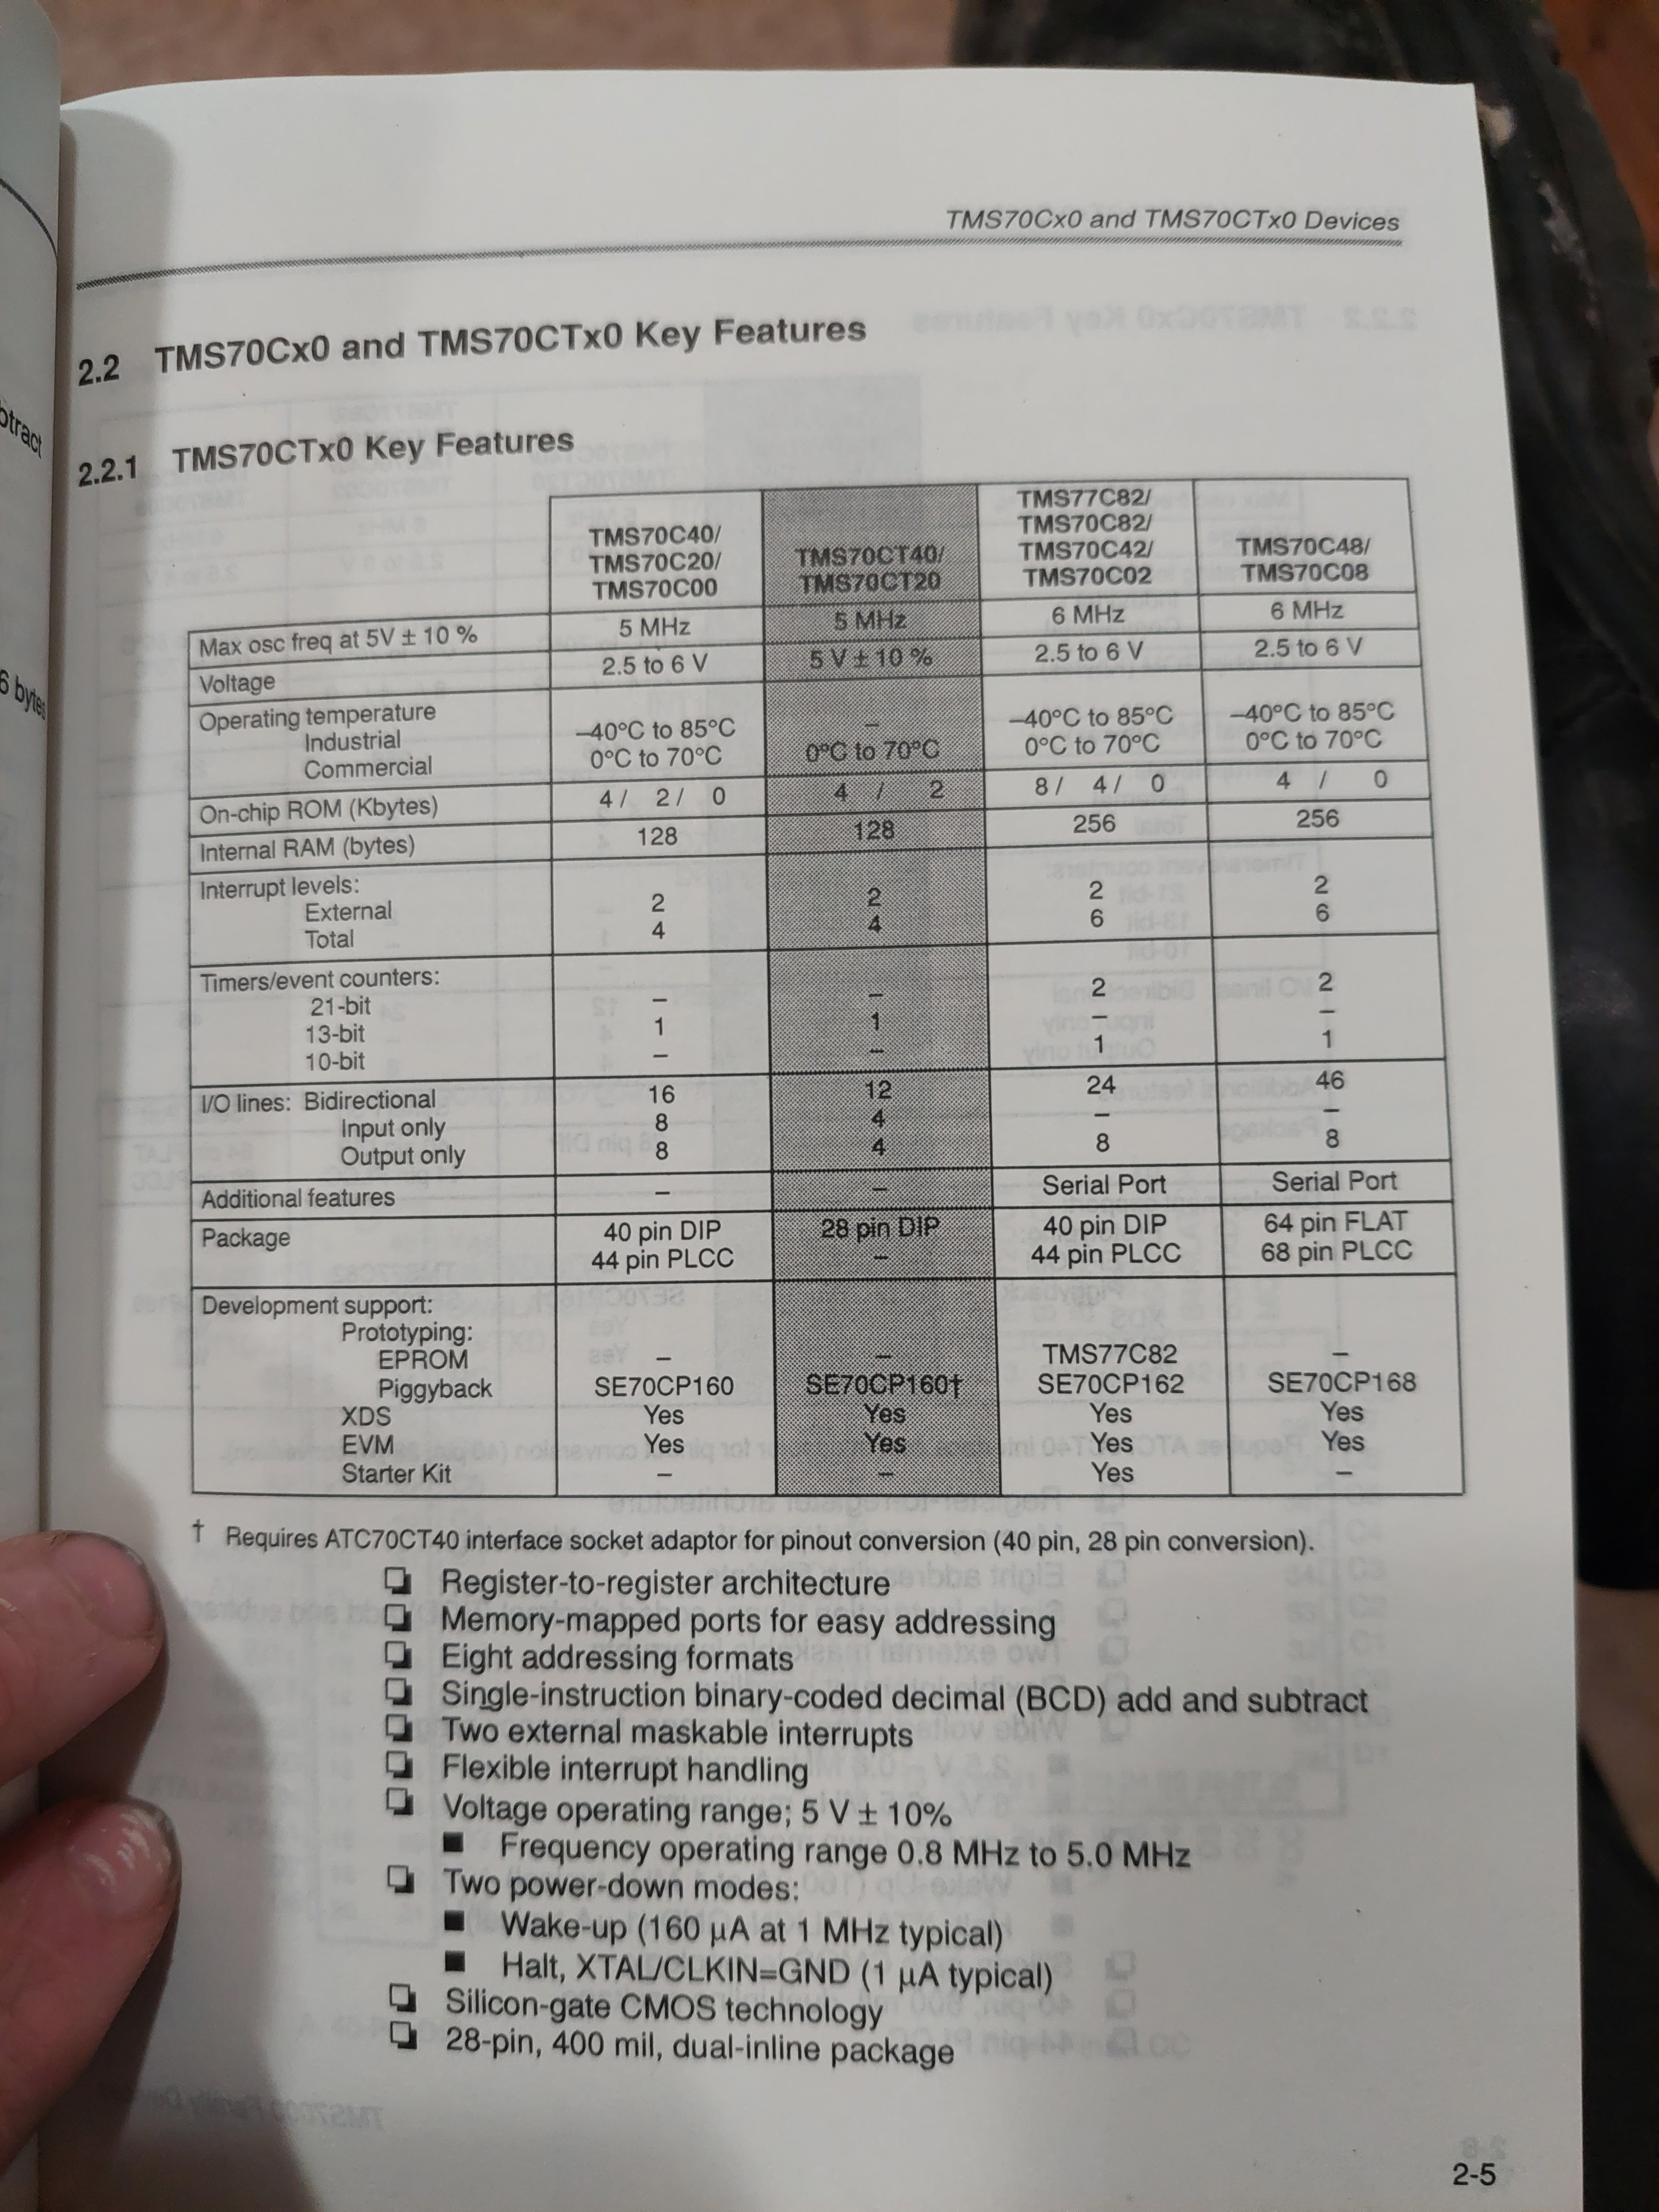 btract
6 bytes
TMS70Cx0 and TMS70CTx0 Devices
2.2 TMS70Cx0 and TMS70CTx0 Key Features
2.2.1 TMS70CTx0 Key Features
TMS70C40/ TMS70C20/ TMS70C00 TMS70CT40/ TMS70CT20 TMS77C82/ TMS70C82/ TMS70C42/ TMS70C02 TMS70C48/ TMS70C08
Max osc freq at 5V ± 10 % 5 MHz 5 MHz 6 MHz 6 MHz
Voltage 2.5 to 6 V 5 V ± 10 % 2.5 to 6 V 2.5 to 6 V
Operating temperature
Industrial –40°C to 85°C – –40°C to 85°C –40°C to 85°C
Commercial 0°C to 70°C 0°C to 70°C 0°C to 70°C 0°C to 70°C
On-chip ROM (Kbytes) 4 / 2 / 0 4 / 2 8 / 4 / 0 4 / 0
Internal RAM (bytes) 128 128 256 256
Interrupt levels:
External 2 2 2 2
Total 4 4 6 6
Timers/event counters:
21-bit – – 2 2
13-bit 1 1 – –
10-bit – – 1 1
I/O lines: Bidirectional 16 12 24 46
Input only 8 4 – –
Output only 8 4 8 8
Additional features – – Serial Port Serial Port
Package 40 pin DIP 28 pin DIP 40 pin DIP 64 pin FLAT
44 pin PLCC – 44 pin PLCC 68 pin PLCC
Development support:
Prototyping:
EPROM – – TMS77C82 –
Piggyback SE70CP160 SE70CP160† SE70CP162 SE70CP168
XDS Yes Yes Yes Yes
EVM Yes Yes Yes Yes
Starter Kit – – Yes –
† Requires ATC70CT40 interface socket adaptor for pinout conversion (40 pin, 28 pin conversion).
❏ Register-to-register architecture
❏ Memory-mapped ports for easy addressing
❏ Eight addressing formats
❏ Single-instruction binary-coded decimal (BCD) add and subtract
❏ Two external maskable interrupts
❏ Flexible interrupt handling
❏ Voltage operating range; 5 V ± 10%
■ Frequency operating range 0.8 MHz to 5.0 MHz
❏ Two power-down modes:
■ Wake-up (160 µA at 1 MHz typical)
■ Halt, XTAL/CLKIN=GND (1 µA typical)
❏ Silicon-gate CMOS technology
❏ 28-pin, 400 mil, dual-inline package
2-5